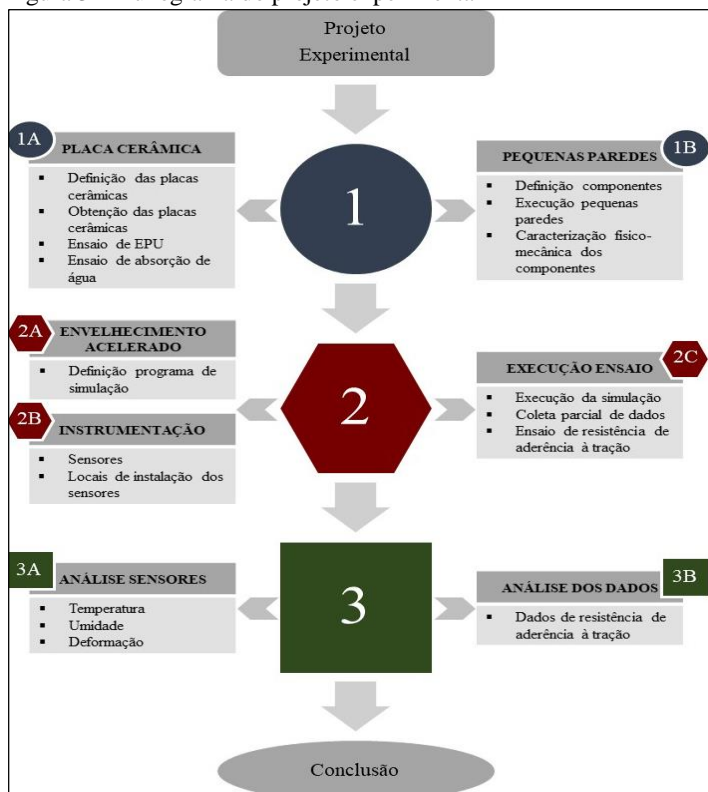 Projeto
Experimental
1A
PLACA CERÂMICA
▪ Definição das placas
cerâmicas
▪ Obtenção das placas
cerâmicas
▪ Ensaio de EPU
▪ Ensaio de absorção de
água
1
1B
PEQUENAS PAREDES
▪ Definição componentes
▪ Execução pequenas
paredes
▪ Caracterização fisico-
mecânica dos
componentes
2A
ENVELHECIMENTO
ACELERADO
▪ Definição programa de
simulação
2B
INSTRUMENTAÇÃO
▪ Sensores
▪ Locais de instalação dos
sensores
2
2C
EXECUÇÃO ENSAIO
▪ Execução da simulação
▪ Coleta parcial de dados
▪ Ensaio de resistência de
aderência à tração
3A
ANÁLISE SENSORES
▪ Temperatura
▪ Umidade
▪ Deformação
3
3B
ANÁLISE DOS DADOS
▪ Dados de resistência de
aderência à tração
Conclusão